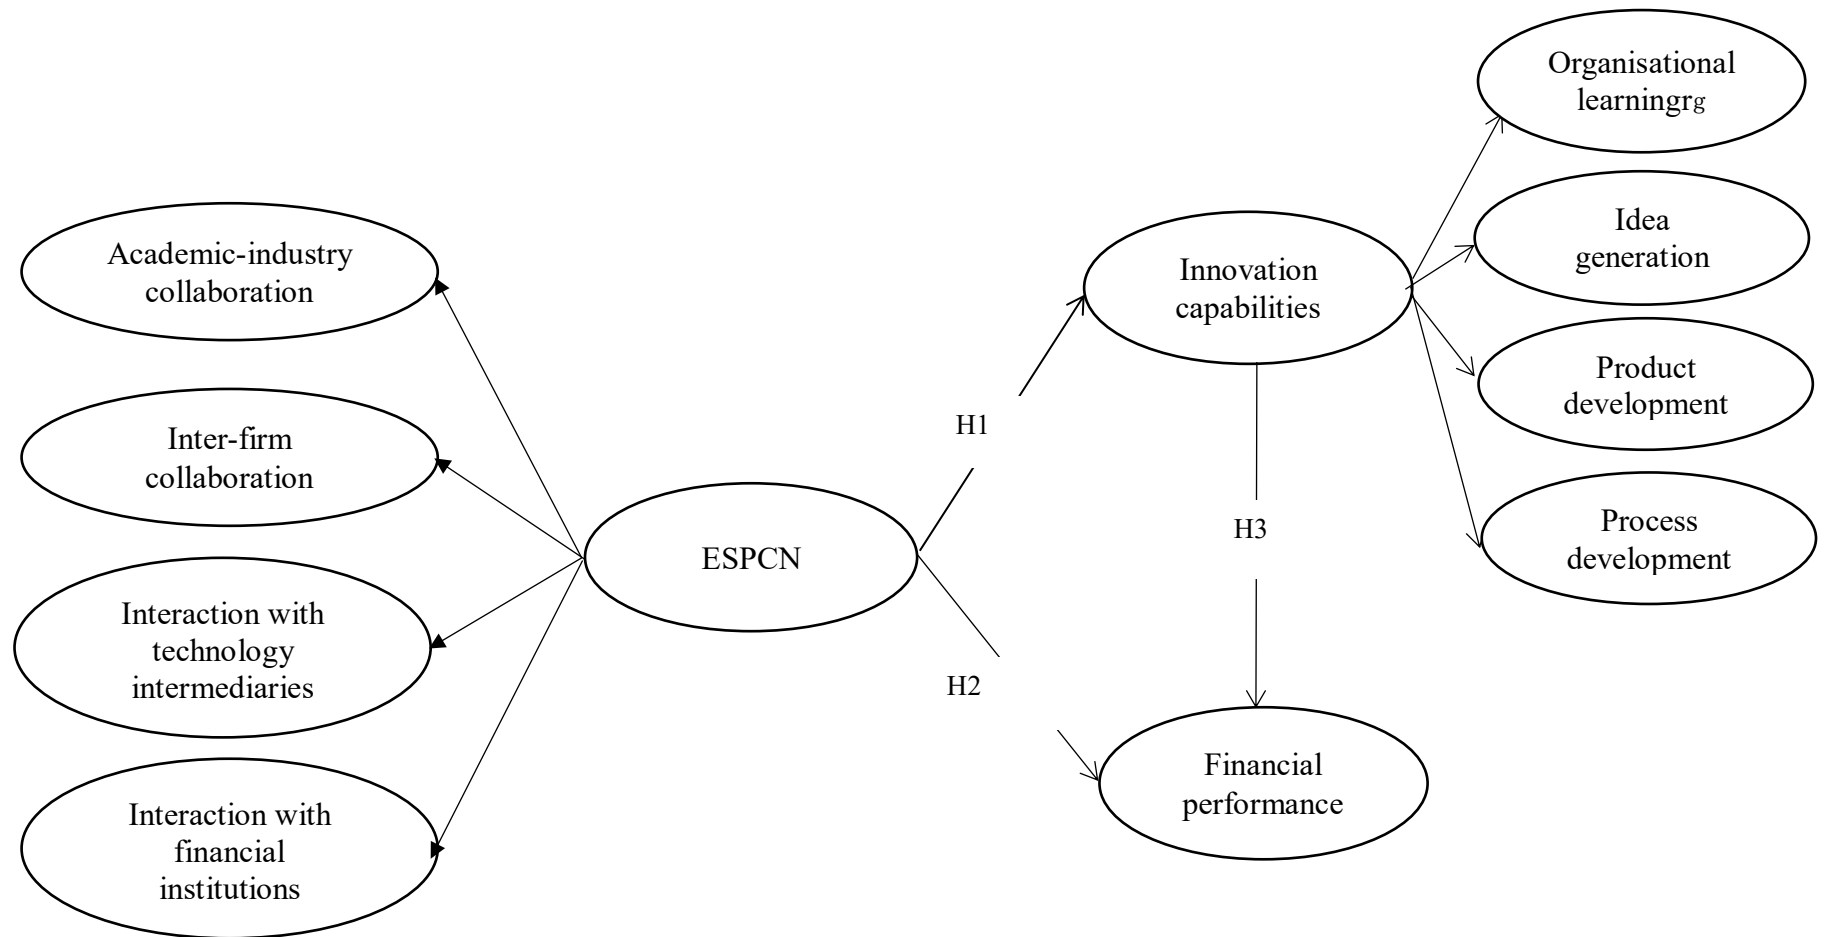 Academic-industry
collaboration
Inter-firm
collaboration
Interaction with
technology
intermediaries
Interaction with
financial
institutions
ESPCN
H1
H2
Innovation
capabilities
H3
Financial
performance
Organisational
learningrg
Idea
generation
Product
development
Process
development